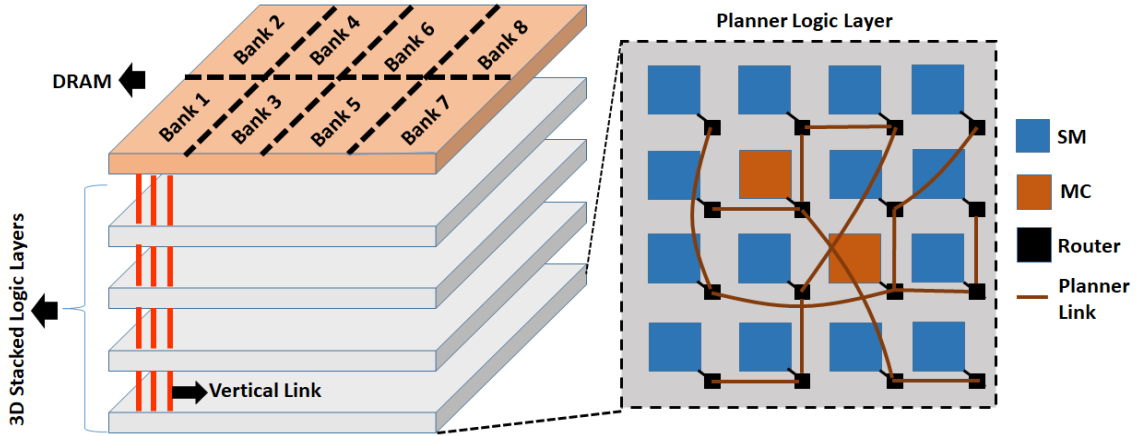 Planner Logic Layer
Bank 2
Bank 4
Bank 6
Bank 8
DRAM
Bank 1
Bank 3
Bank 5
Bank 7
3D Stacked Logic Layers
Vertical Link
SM
MC
Router
Planner
Link